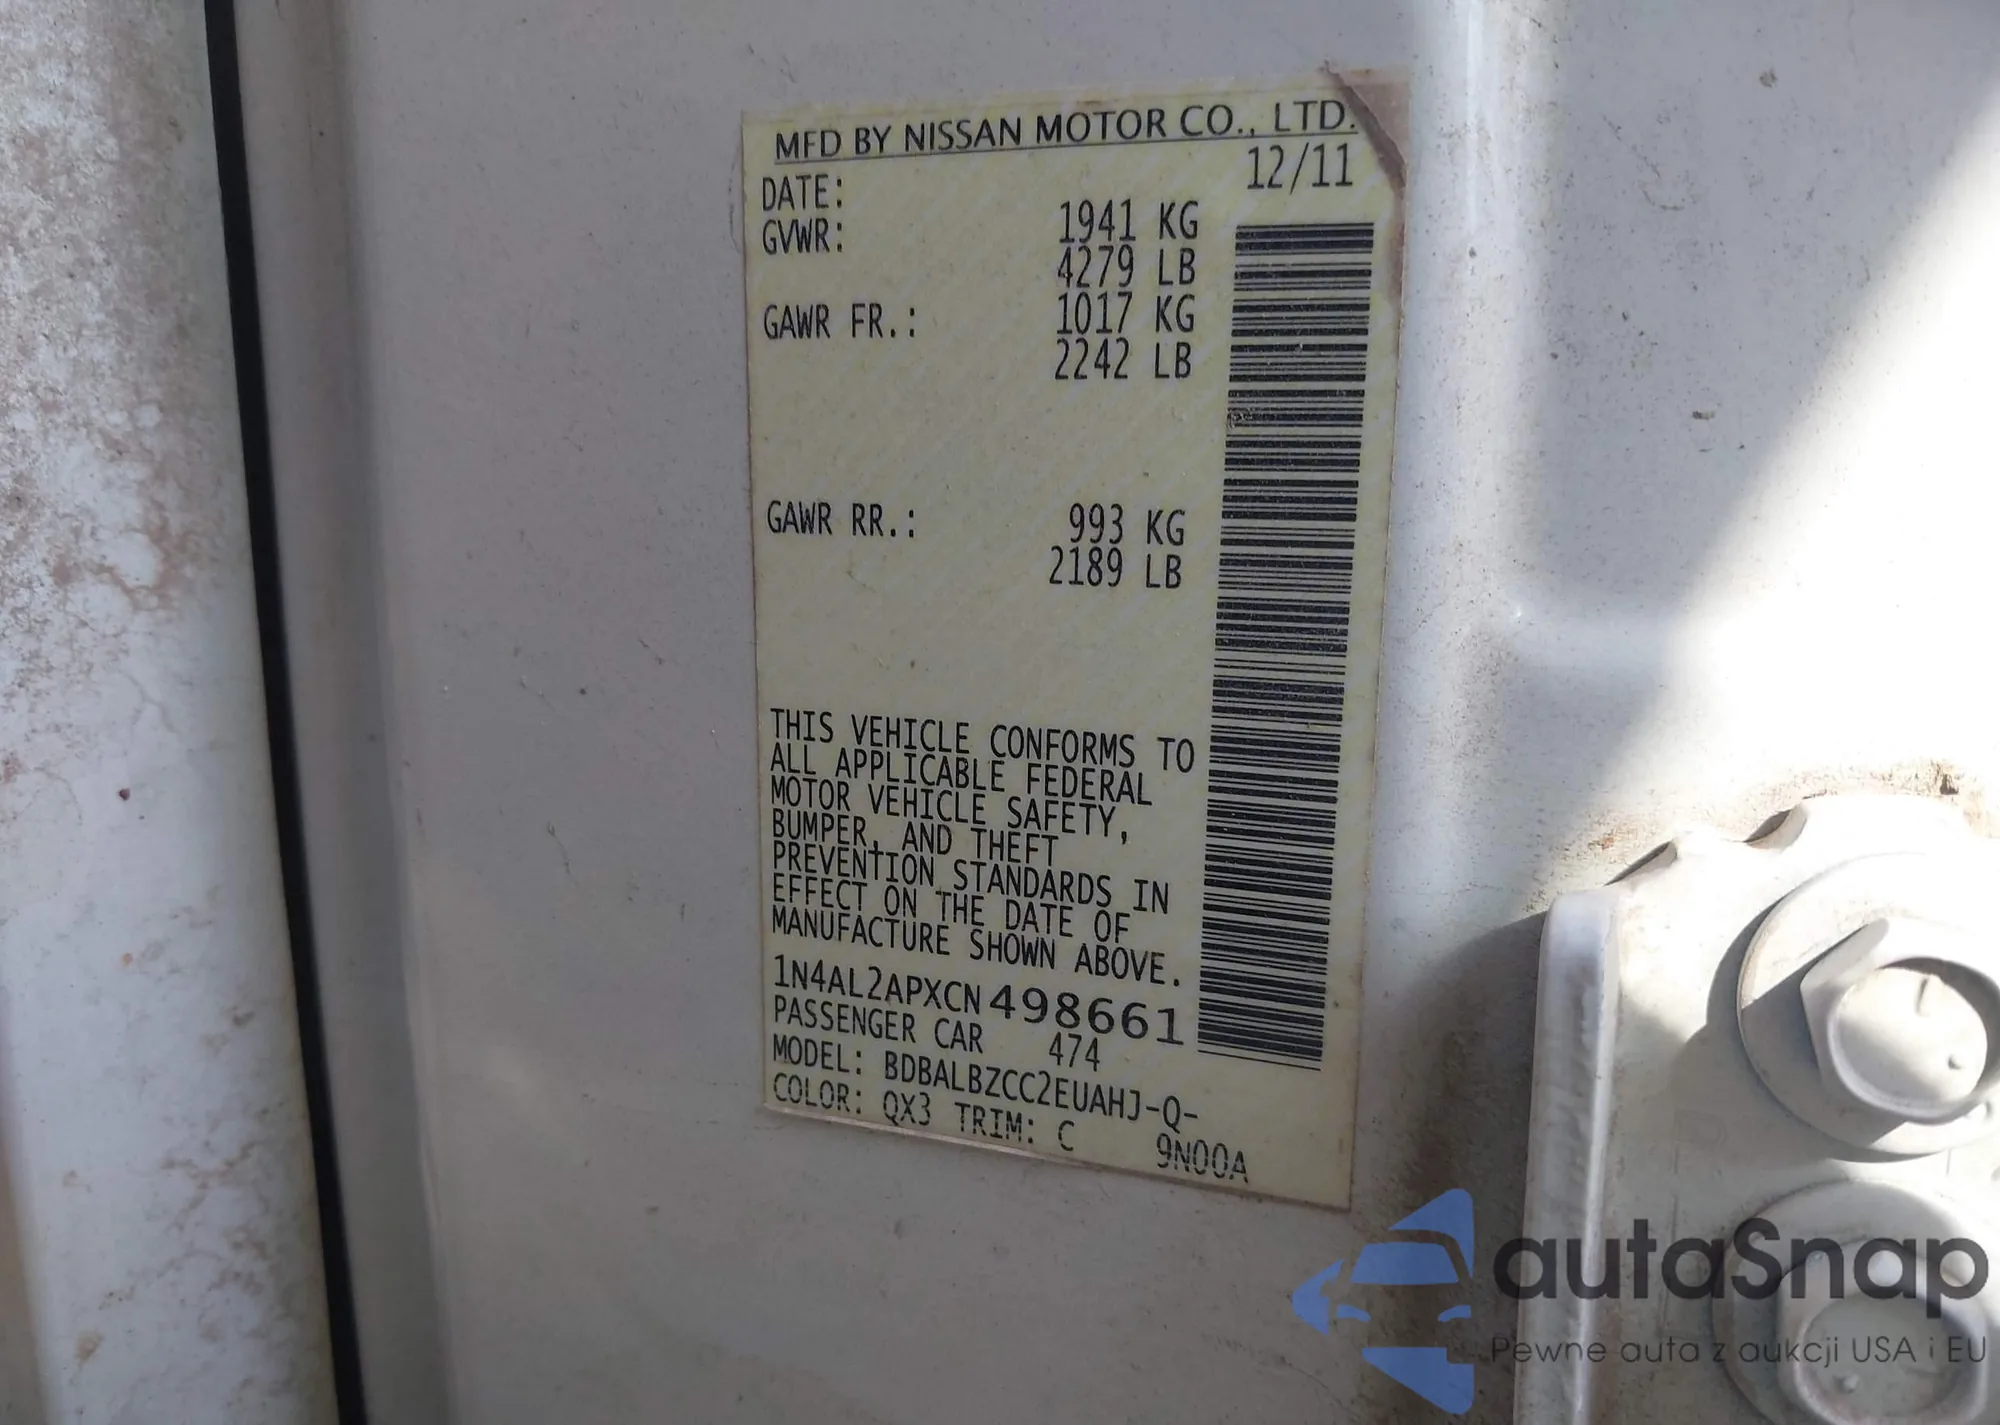 MFD BY NISSAN MOTOR CO., LTD.
DATE: 12/11
GVWR: 1941 KG
4279 LB
GAWR FR.: 1017 KG
2242 LB
GAWR RR.: 993 KG
2189 LB
THIS VEHICLE CONFORMS TO
ALL APPLICABLE FEDERAL
MOTOR VEHICLE SAFETY,
BUMPER, AND THEFT
PREVENTION STANDARDS IN
EFFECT ON THE DATE OF
MANUFACTURE SHOWN ABOVE.
1N4AL2APXCN498661
PASSENGER CAR 474
MODEL: BDBALBZCC2EUAHJ-Q-
COLOR: QX3 TRIM: C 9N00A
autaSnap
Pewne auta z aukcji USA i EU